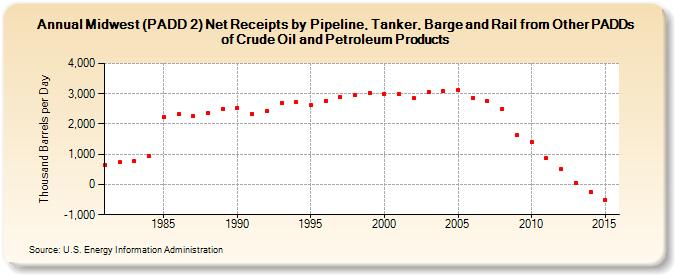 Annual Midwest (PADD 2) Net Receipts by Pipeline, Tanker, Barge and Rail from Other PADDs
of Crude Oil and Petroleum Products
Thousand Barrels per Day
4,000
3,000
2,000
1,000
0
-1,000
1985 1990 1995 2000 2005 2010 2015
Source: U.S. Energy Information Administration